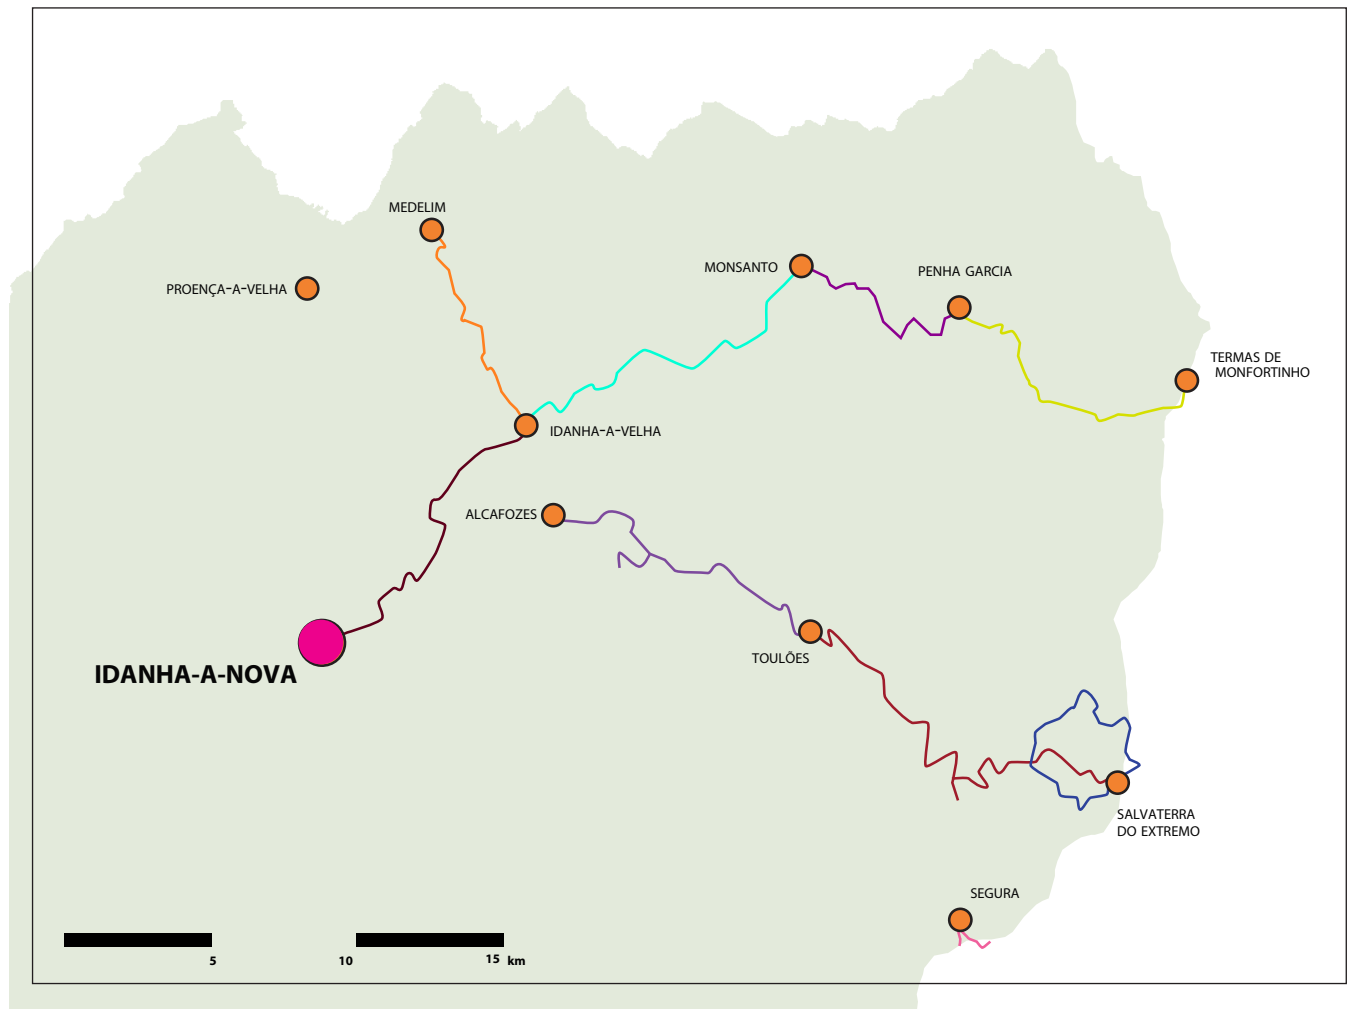 MEDELIM
MONSANTO
PENHA GARCIA
PROENÇA-A-VELHA
TERMAS DE
MONFORTINHO
IDANHA-A-VELHA
ALCAFOZES
TOULÕES
IDANHA-A-NOVA
SALVATERRA
DO EXTREMO
SEGURA
5 10 15 km